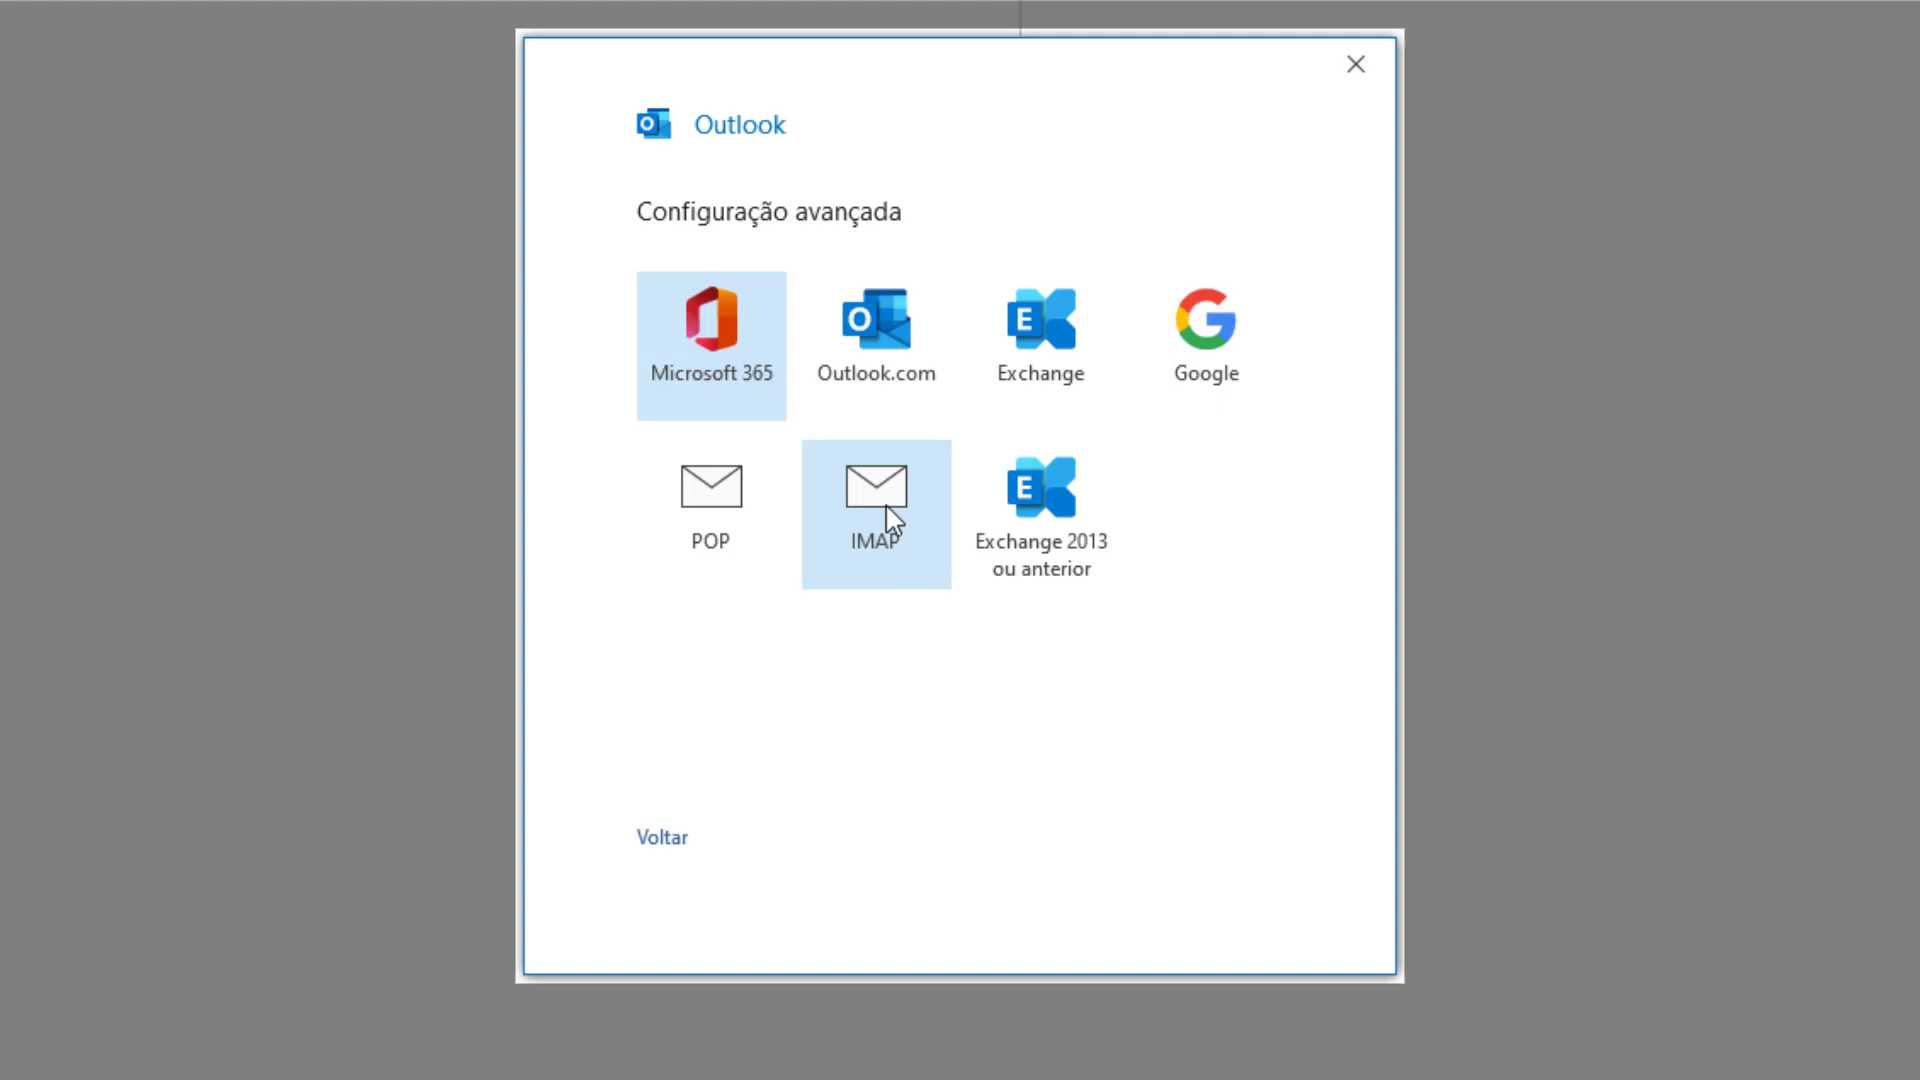 Outlook
Configuração avançada
Microsoft 365
Outlook.com
Exchange
Google
POP
IMAP
Exchange 2013
ou anterior
Voltar